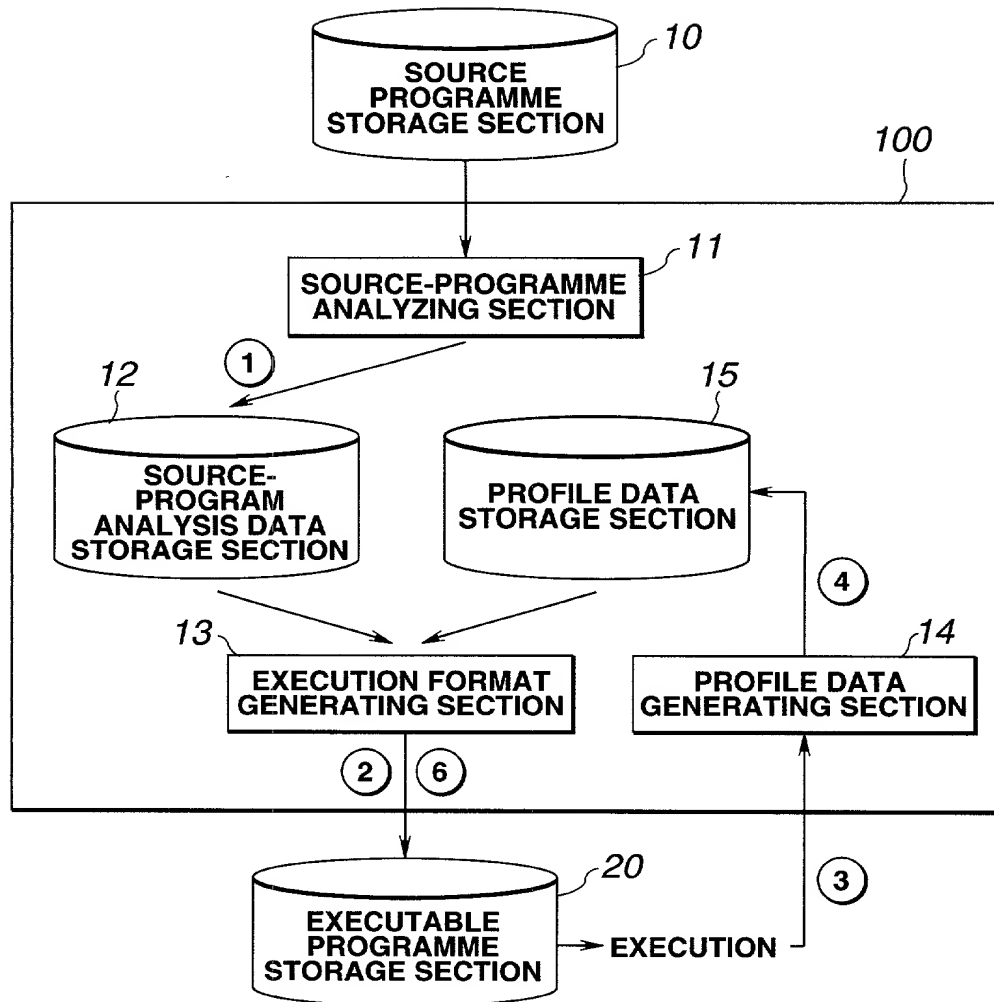 10
SOURCE
PROGRAMME
STORAGE SECTION
100
11
SOURCE-PROGRAMME
ANALYZING SECTION
1
12
15
SOURCE-
PROGRAM
ANALYSIS DATA
STORAGE SECTION
PROFILE DATA
STORAGE SECTION
4
13
14
EXECUTION FORMAT
GENERATING SECTION
PROFILE DATA
GENERATING SECTION
2
6
20
3
EXECUTABLE
PROGRAMME
STORAGE SECTION
EXECUTION